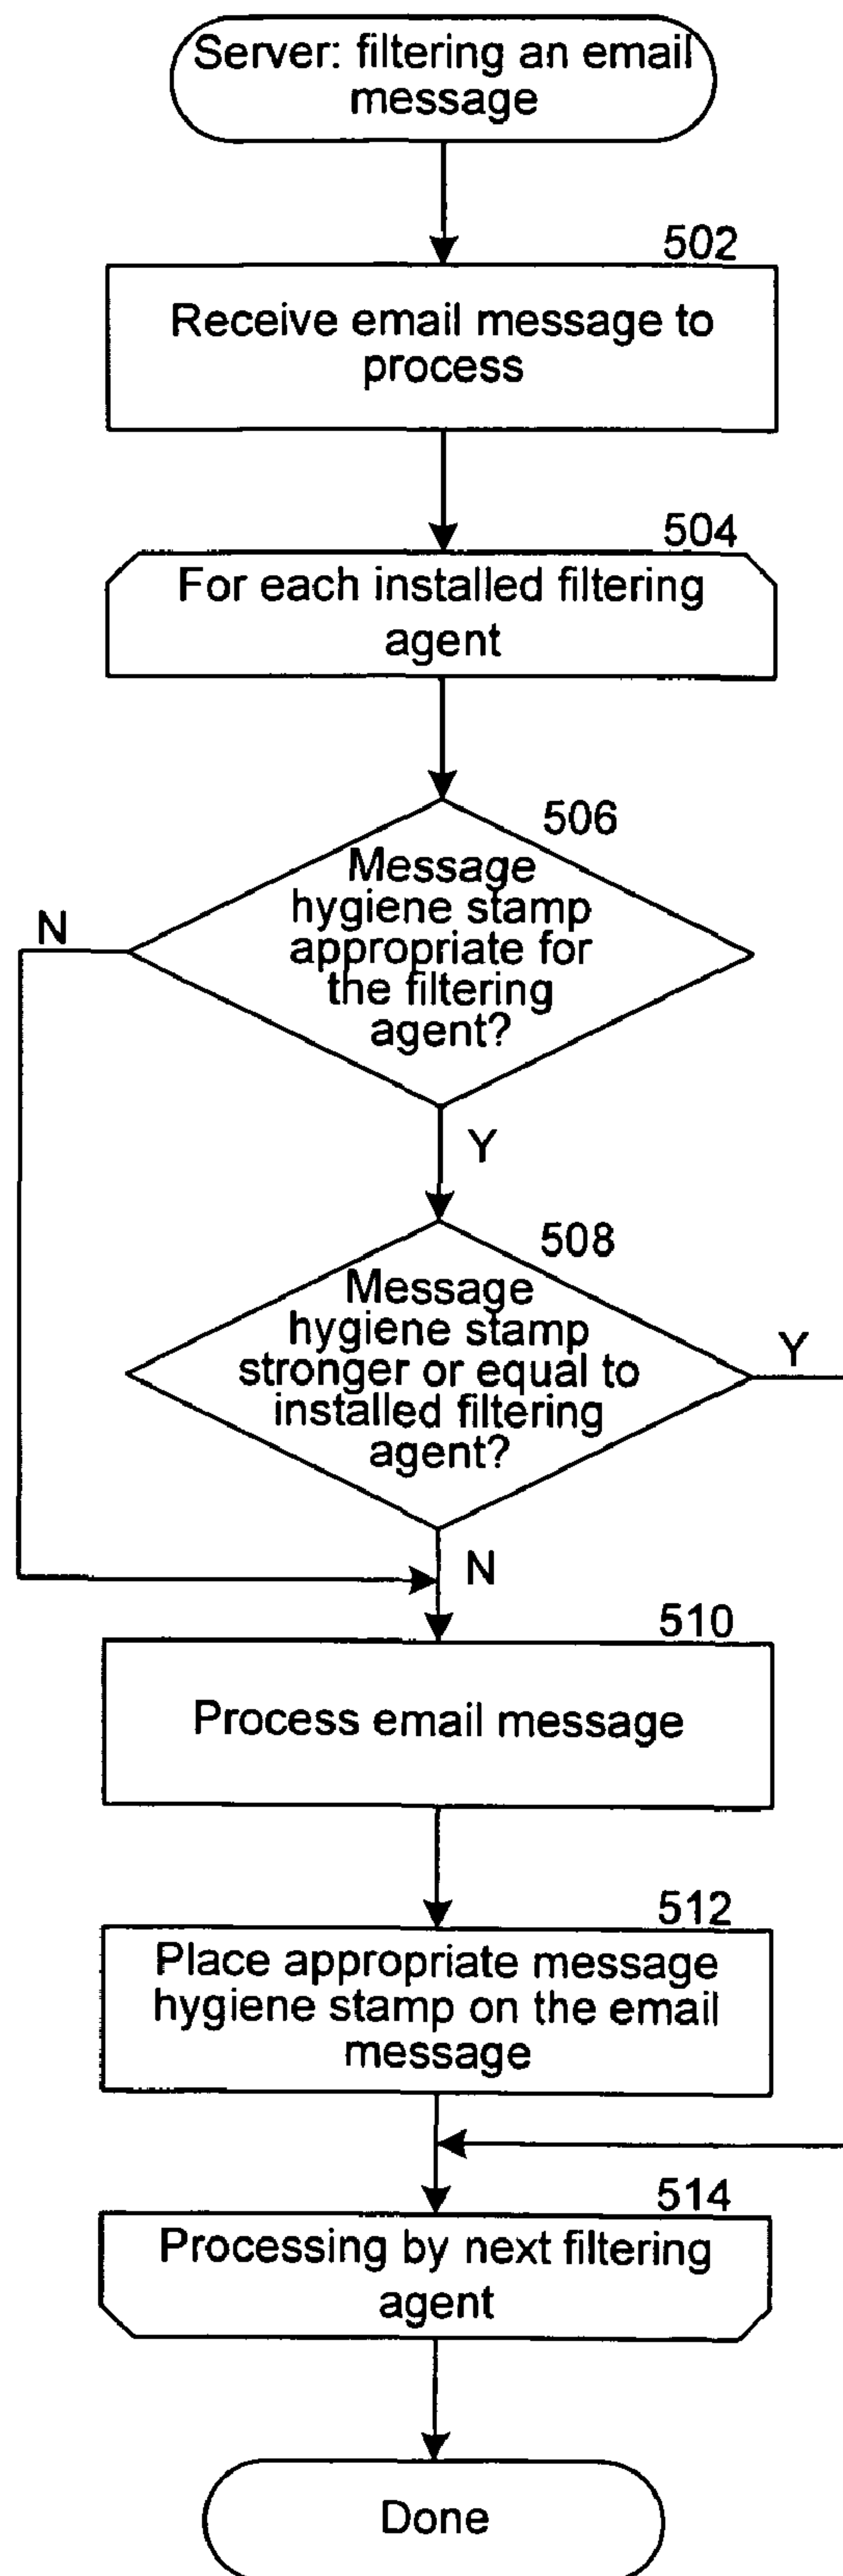 Server: filtering an email
message
502
Receive email message to
process
504
For each installed filtering
agent
506
Message
hygiene stamp
appropriate for
the filtering
agent?
N
Y
508
Message
hygiene stamp
stronger or equal to
installed filtering
agent?
Y
N
510
Process email message
512
Place appropriate message
hygiene stamp on the email
message
514
Processing by next filtering
agent
Done